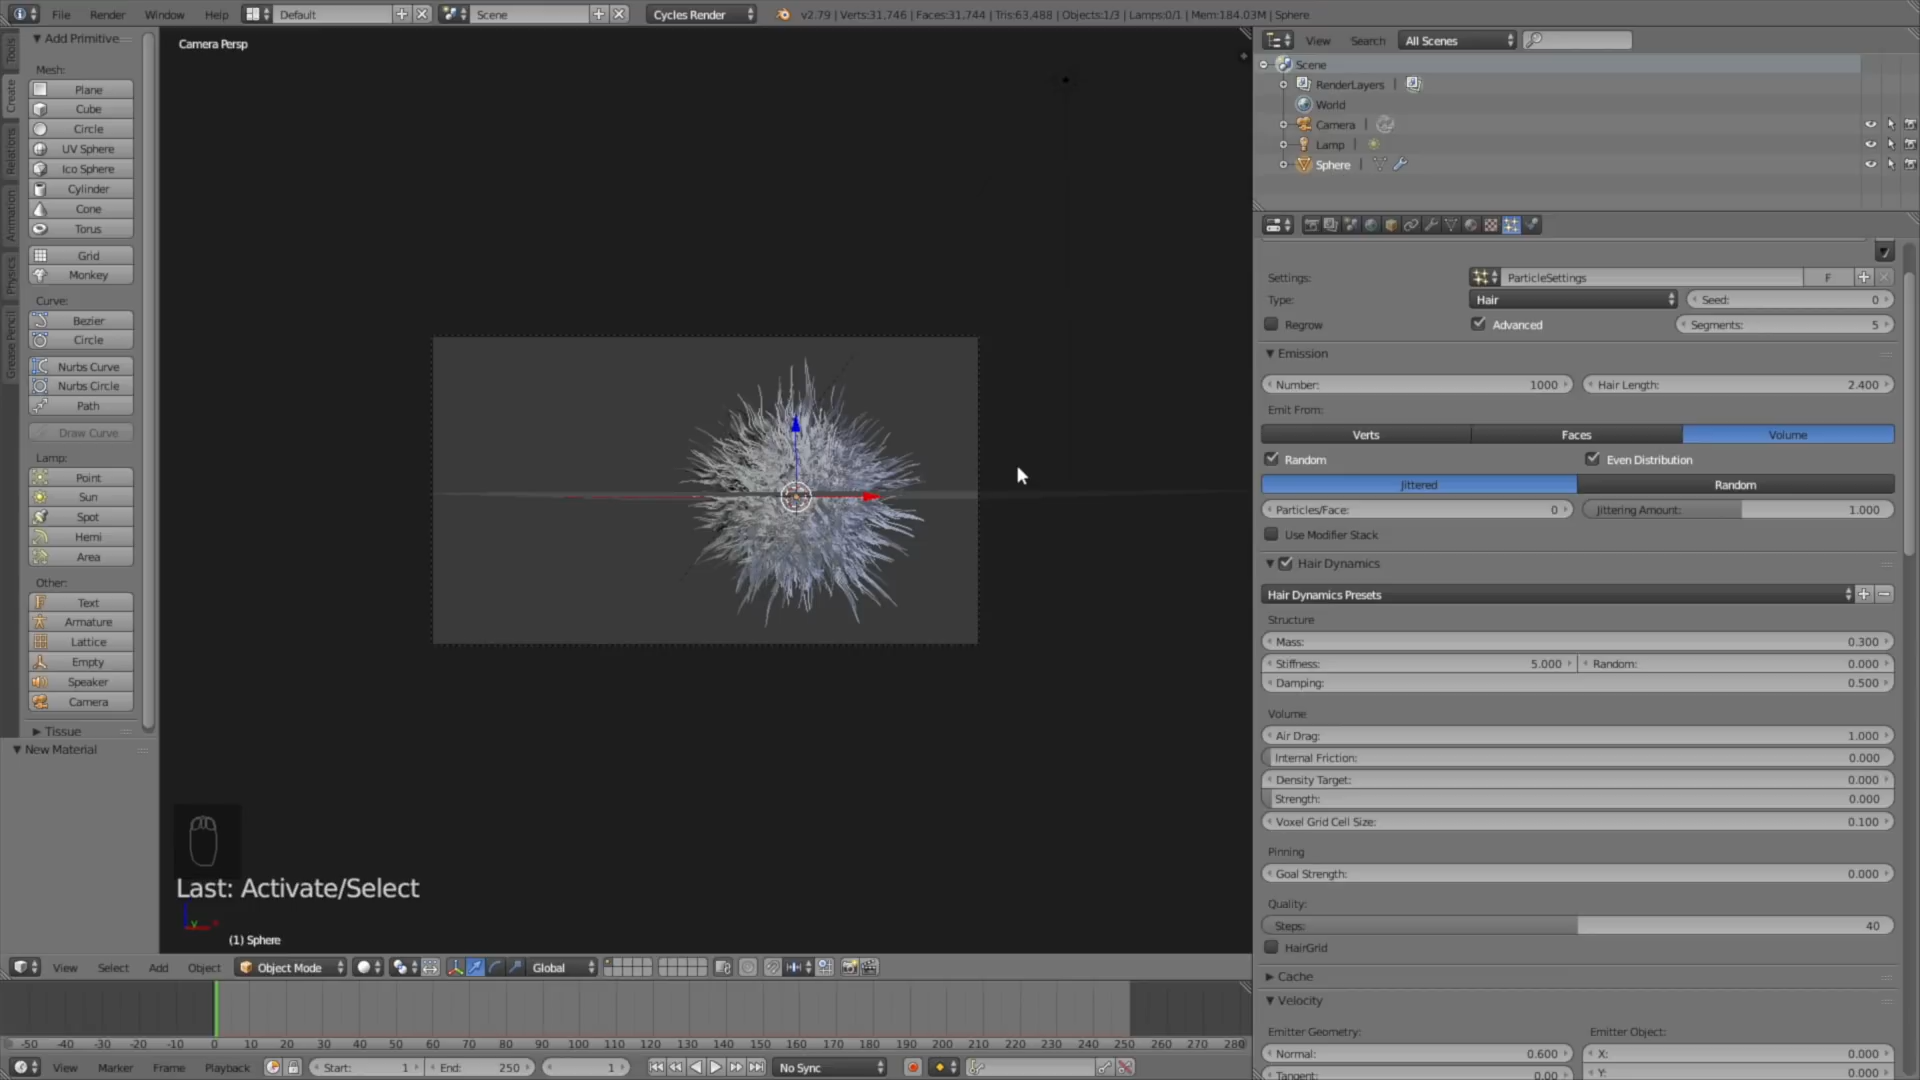 File Render Window Help Default Scene Cycles Render v2.79 | Verts:31,746 | Faces:31,744 | Tris:63,488 | Objects:1/3 | Lamps:0/1 | Mem:184.03M | Sphere
Tools
Create
Relations
Animation
Physics
Grease Pencil
Add Primitive
Mesh:
Plane
Cube
Circle
UV Sphere
Ico Sphere
Cylinder
Cone
Torus
Grid
Monkey
Curve:
Bezier
Circle
Nurbs Curve
Nurbs Circle
Path
Draw Curve
Lamp:
Point
Sun
Spot
Hemi
Area
Other:
Text
Armature
Lattice
Empty
Speaker
Camera
Tissue
New Material
Camera Persp
Last: Activate/Select
y
(1) Sphere
View Select Add Object Object Mode Global
-50 -40 -30 -20 -10 0 10 20 30 40 50 60 70 80 90 100 110 120 130 140 150 160 170 180 190 200 210 220 230 240 250 260 270 280
View Marker Frame Playback Start: 1 End: 250 1 No Sync
View Search All Scenes
Scene
RenderLayers |
World
Camera |
Lamp |
Sphere |
Settings: ParticleSettings F
Type: Hair Seed: 0
Regrow Advanced Segments: 5
Emission
Number: 1000 Hair Length: 2.400
Emit From:
Verts Faces Volume
Random Even Distribution
Jittered Random
Particles/Face: 0 Jittering Amount: 1.000
Use Modifier Stack
Hair Dynamics
Hair Dynamics Presets
Structure
Mass: 0.300
Stiffness: 5.000 Random: 0.000
Damping: 0.500
Volume
Air Drag: 1.000
Internal Friction: 0.000
Density Target: 0.000
Strength: 0.000
Voxel Grid Cell Size: 0.100
Pinning
Goal Strength: 0.000
Quality:
Steps: 40
HairGrid
Cache
Velocity
Emitter Geometry: Emitter Object:
Normal: 0.600 X: 0.000
Tangent: 0.00 Y: 0.000